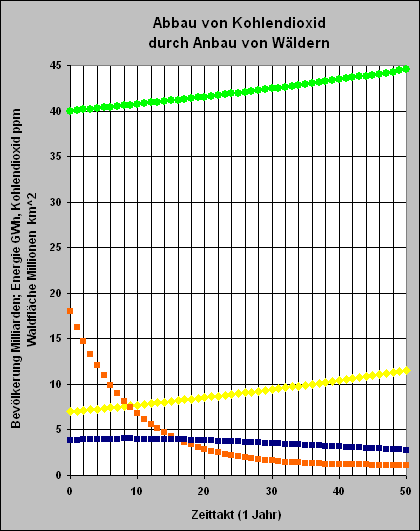 Abbau von Kohlendioxid
durch Anbau von Wäldern
Bevölkerung Milliarden; Energie GWh, Kohlendioxid ppm
Waldfläche Millionen km^2
45
40
35
30
25
20
15
10
5
0
0 10 20 30 40 50
Zeittakt (1 Jahr)